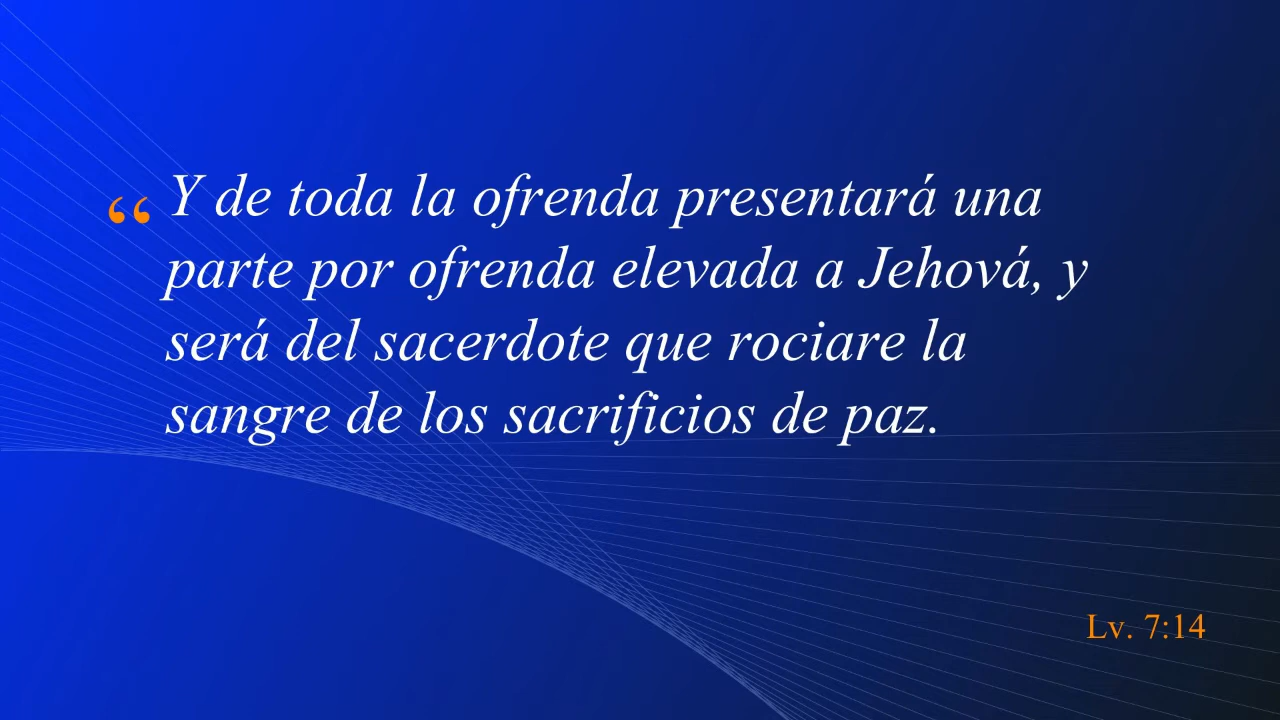 “ Y de toda la ofrenda presentará una
parte por ofrenda elevada a Jehová, y
será del sacerdote que rociare la
sangre de los sacrificios de paz.
Lv. 7:14